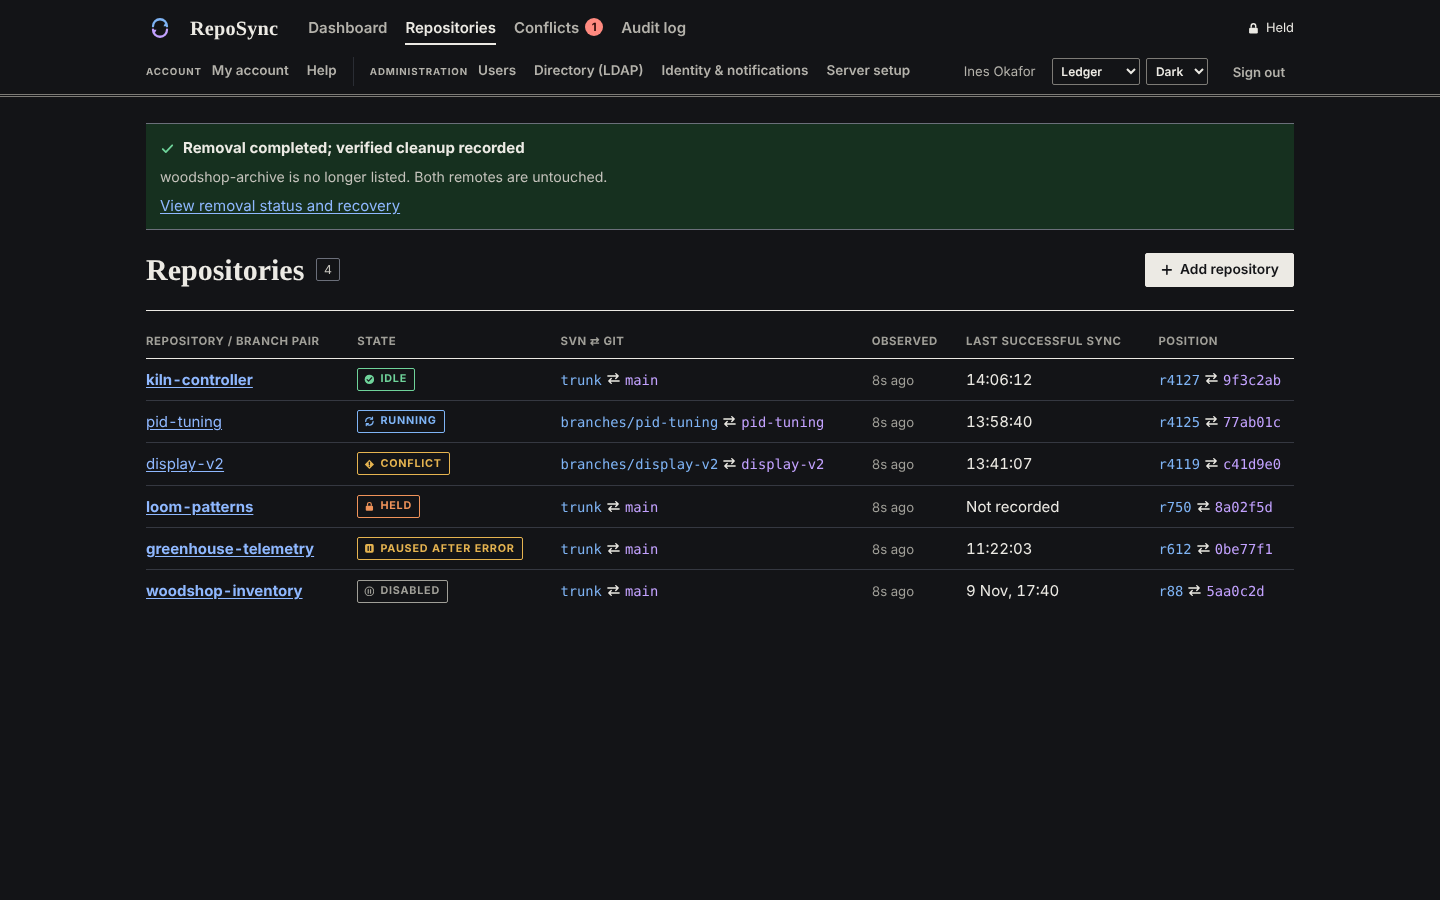 RepoSync Dashboard Repositories Conflicts 1 Audit log Held
ACCOUNT My account Help ADMINISTRATION Users Directory (LDAP) Identity & notifications Server setup Ines Okafor Ledger Dark Sign out
Removal completed; verified cleanup recorded
woodshop-archive is no longer listed. Both remotes are untouched.
View removal status and recovery
Repositories 4 + Add repository
REPOSITORY / BRANCH PAIR STATE SVN ⇄ GIT OBSERVED LAST SUCCESSFUL SYNC POSITION
kiln-controller IDLE trunk ⇄ main 8s ago 14:06:12 r4127 ⇄ 9f3c2ab
pid-tuning RUNNING branches/pid-tuning ⇄ pid-tuning 8s ago 13:58:40 r4125 ⇄ 77ab01c
display-v2 CONFLICT branches/display-v2 ⇄ display-v2 8s ago 13:41:07 r4119 ⇄ c41d9e0
loom-patterns HELD trunk ⇄ main 8s ago Not recorded r750 ⇄ 8a02f5d
greenhouse-telemetry PAUSED AFTER ERROR trunk ⇄ main 8s ago 11:22:03 r612 ⇄ 0be77f1
woodshop-inventory DISABLED trunk ⇄ main 8s ago 9 Nov, 17:40 r88 ⇄ 5aa0c2d